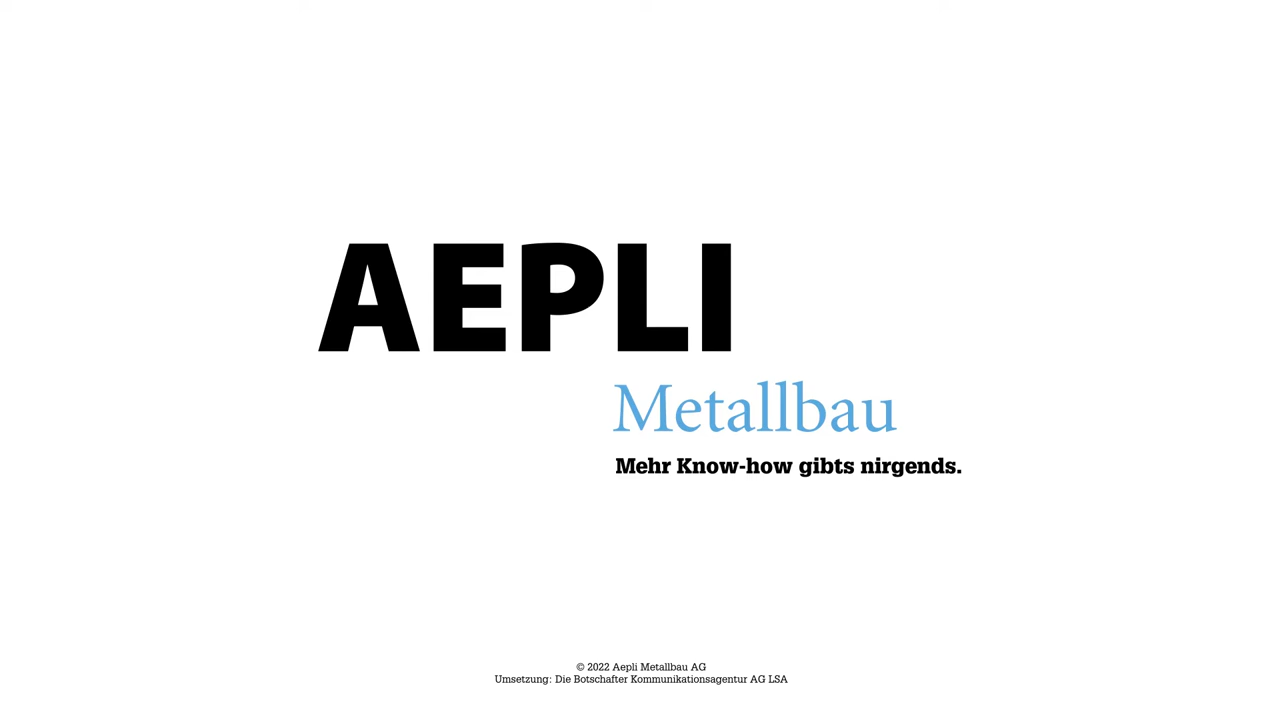 AEPLI
Metallbau
Mehr Know-how gibts nirgends.
© 2022 Aepli Metallbau AG
Umsetzung: Die Botschafter Kommunikationsagentur AG LSA